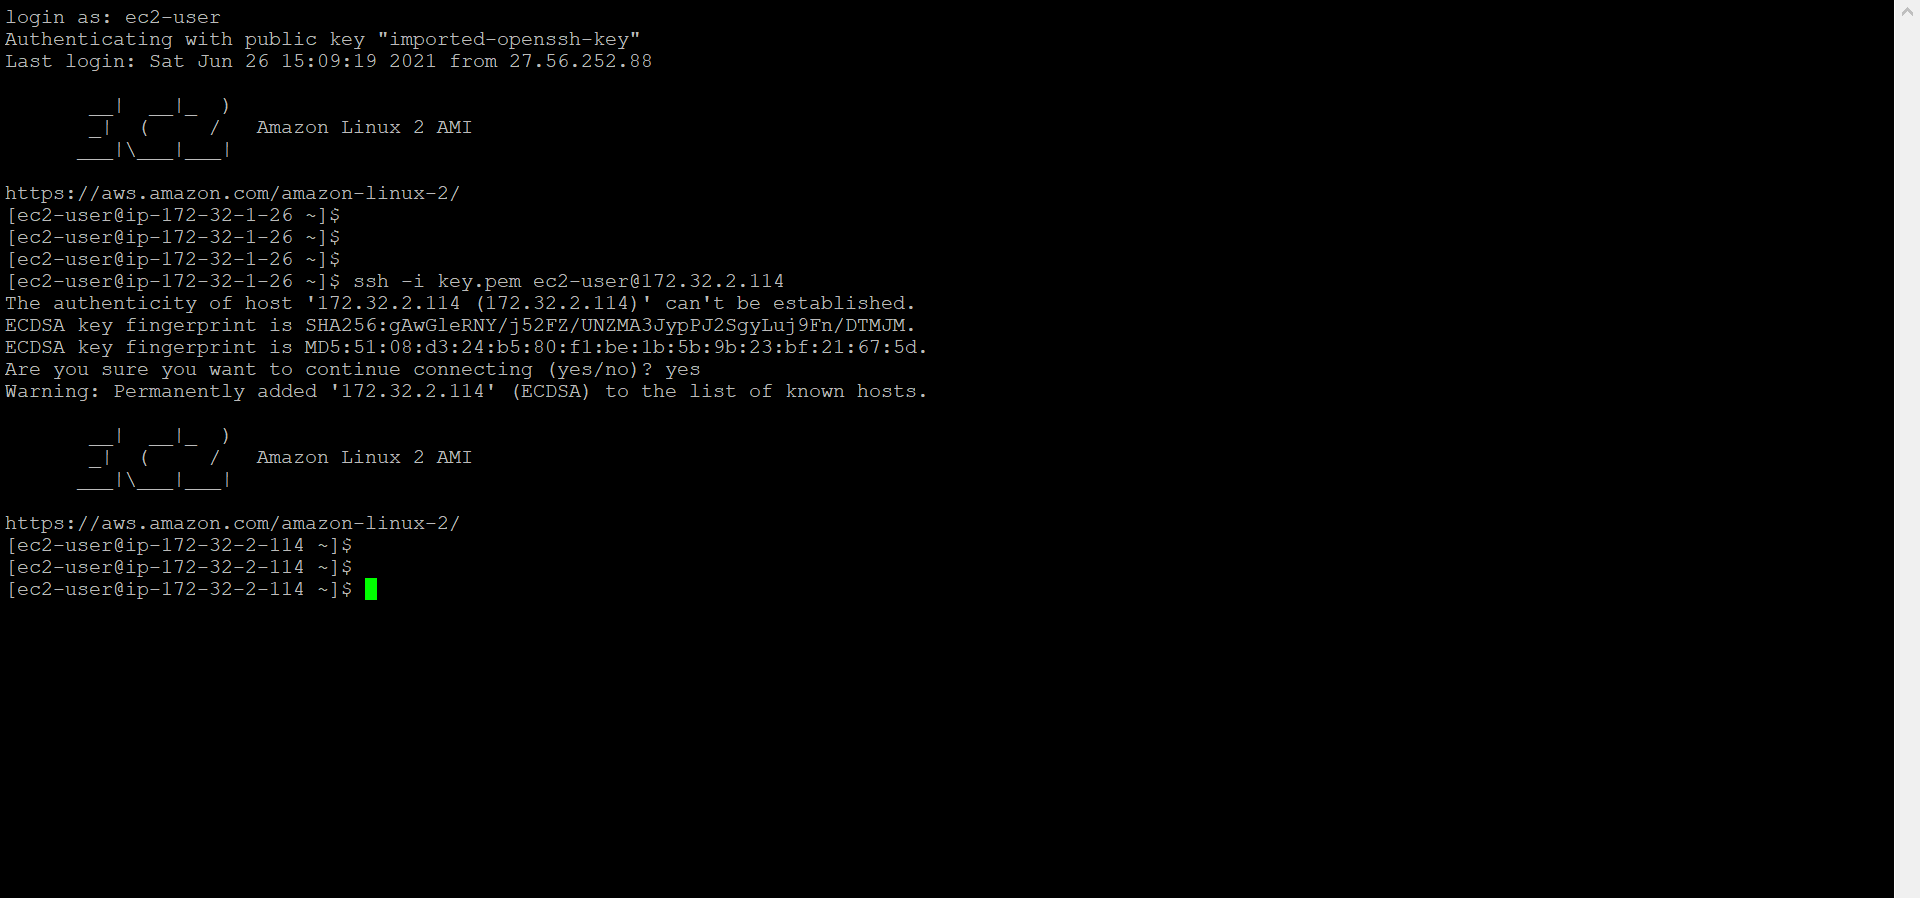 login as: ec2-user
Authenticating with public key "imported-openssh-key"
Last login: Sat Jun 26 15:09:19 2021 from 27.56.252.88

       __|  __|_  )
       _|  (     /   Amazon Linux 2 AMI
      ___|\___|___|

https://aws.amazon.com/amazon-linux-2/
[ec2-user@ip-172-32-1-26 ~]$
[ec2-user@ip-172-32-1-26 ~]$
[ec2-user@ip-172-32-1-26 ~]$
[ec2-user@ip-172-32-1-26 ~]$ ssh -i key.pem ec2-user@172.32.2.114
The authenticity of host '172.32.2.114 (172.32.2.114)' can't be established.
ECDSA key fingerprint is SHA256:gAwGleRNY/j52FZ/UNZMA3JypPJ2SgyLuj9Fn/DTMJM.
ECDSA key fingerprint is MD5:51:08:d3:24:b5:80:f1:be:1b:5b:9b:23:bf:21:67:5d.
Are you sure you want to continue connecting (yes/no)? yes
Warning: Permanently added '172.32.2.114' (ECDSA) to the list of known hosts.

       __|  __|_  )
       _|  (     /   Amazon Linux 2 AMI
      ___|\___|___|

https://aws.amazon.com/amazon-linux-2/
[ec2-user@ip-172-32-2-114 ~]$
[ec2-user@ip-172-32-2-114 ~]$
[ec2-user@ip-172-32-2-114 ~]$